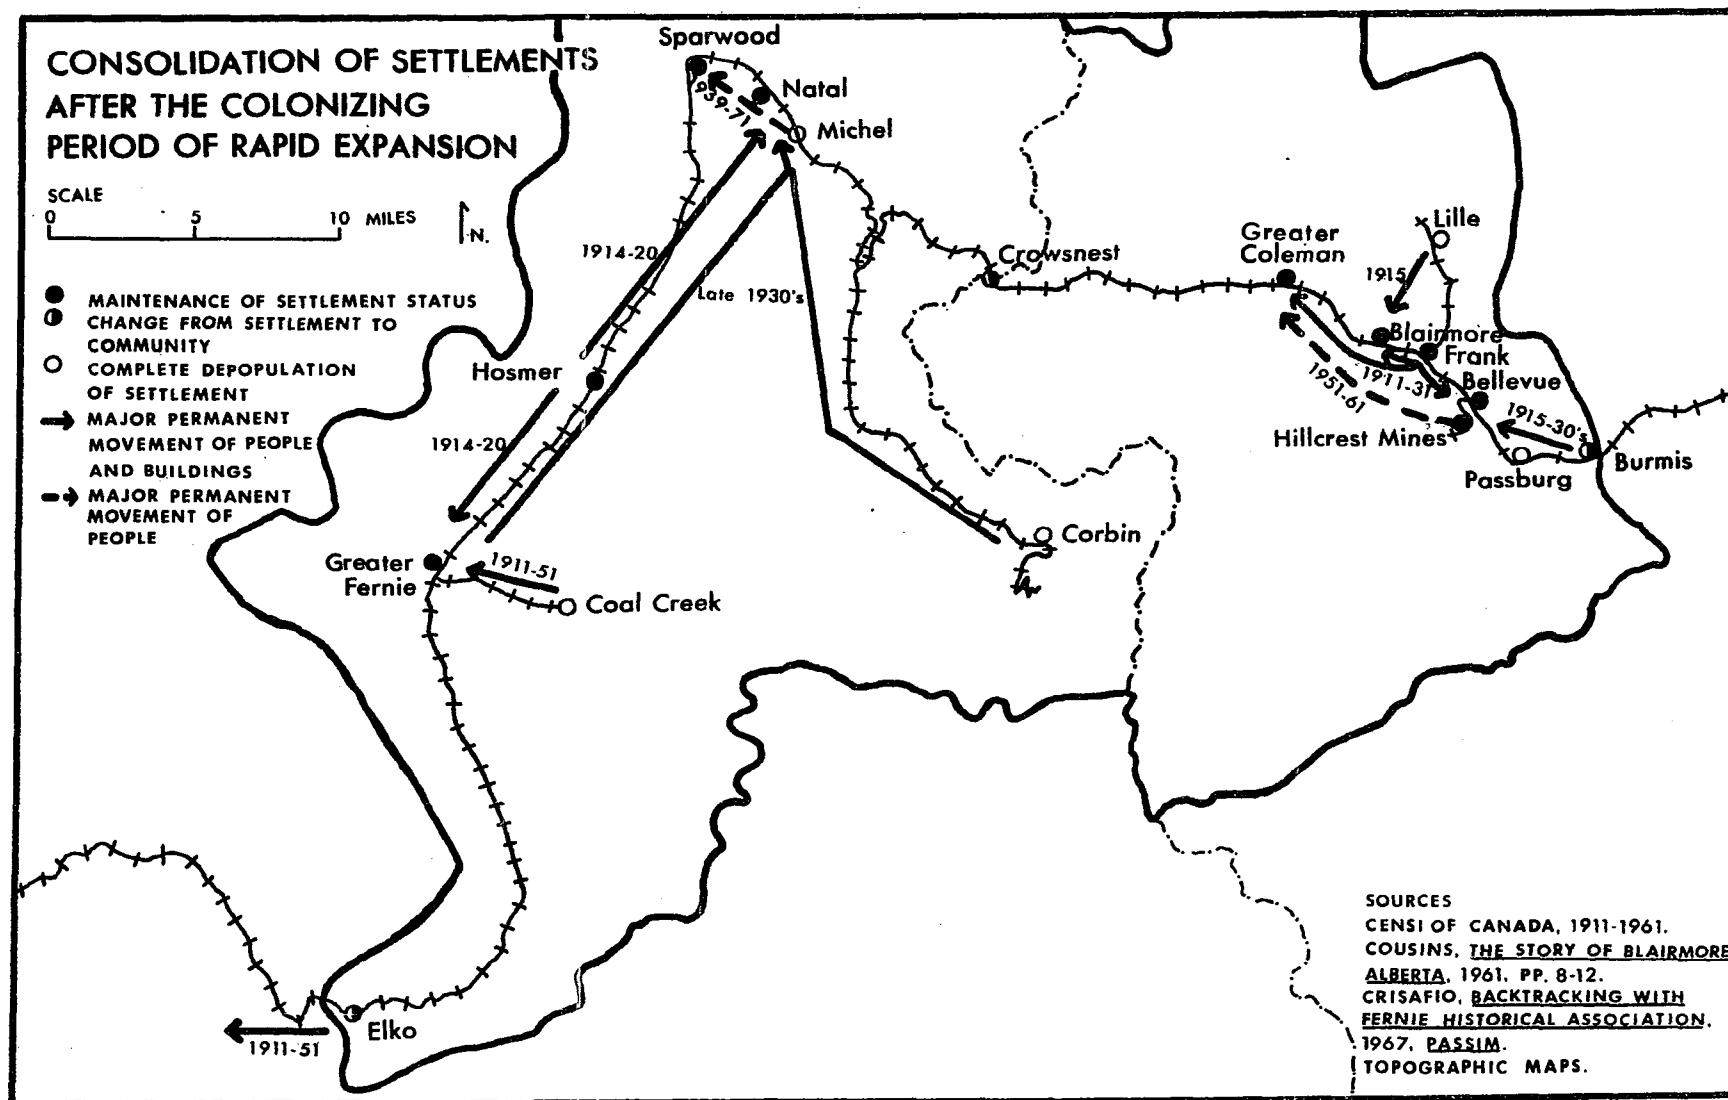 CONSOLIDATION OF SETTLEMENTS
AFTER THE COLONIZING
PERIOD OF RAPID EXPANSION
SCALE
0 5 10 MILES
N.
MAINTENANCE OF SETTLEMENT STATUS
CHANGE FROM SETTLEMENT TO
COMMUNITY
COMPLETE DEPOPULATION
OF SETTLEMENT
MAJOR PERMANENT
MOVEMENT OF PEOPLE
AND BUILDINGS
MAJOR PERMANENT
MOVEMENT OF
PEOPLE
Sparwood
Natal
939-71
Michel
1914-20
Late 1930's
Crowsnest
Greater
Coleman
Lille
1915
Blairmore
Frank
1911-31
Bellevue
1951-61
Hillcrest Mines
1915-30's
Passburg
Burmis
Hosmer
1914-20
Corbin
Greater
Fernie
1911-51
Coal Creek
Elko
1911-51
SOURCES
CENSI OF CANADA, 1911-1961.
COUSINS, THE STORY OF BLAIRMORE
ALBERTA, 1961. PP. 8-12.
CRISAFIO, BACKTRACKING WITH
FERNIE HISTORICAL ASSOCIATION,
1967, PASSIM.
TOPOGRAPHIC MAPS.